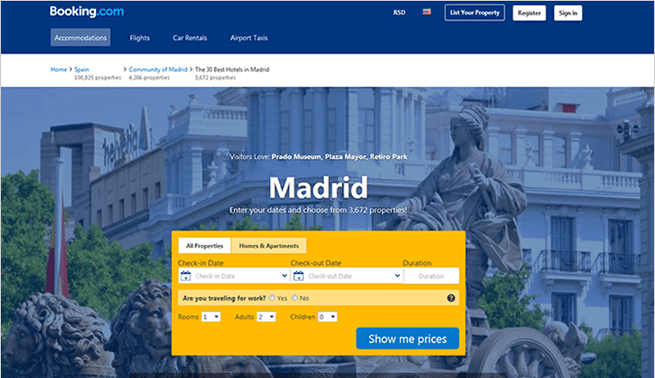 Booking.com
RSD
List Your Property
Register
Sign in
Accommodations
Flights
Car Rentals
Airport Taxis
Home > Spain > Community of Madrid > The 30 Best Hotels in Madrid
100,825 properties 4,206 properties 3,672 properties
Visitors Love: Prado Museum, Plaza Mayor, Retiro Park
Madrid
Enter your dates and choose from 3,672 properties!
All Properties
Homes & Apartments
Check-in Date Check-out Date Duration
Check-in Date Check-out Date Duration
Are you traveling for work? Yes No ?
Rooms 1 Adults 2 Children 0
Show me prices